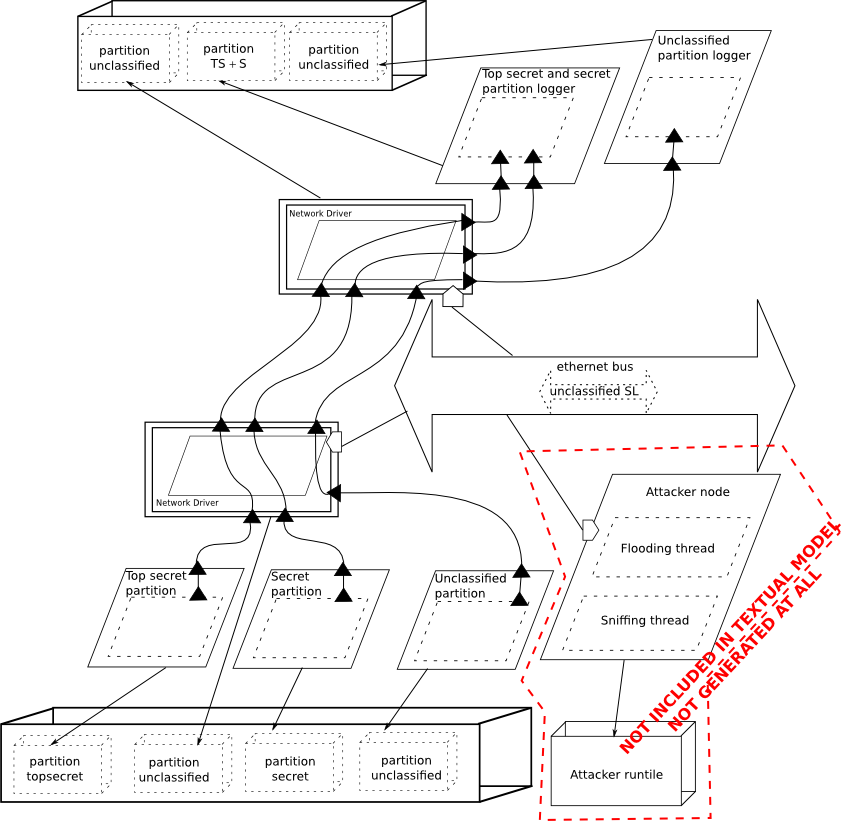 partition
unclassified
partition
TS + S
partition
unclassified
Unclassified
partition logger
Top secret and secret
partition logger
Network Driver
ethernet bus
unclassified SL
Network Driver
Attacker node
Flooding thread
Sniffing thread
Top secret
partition
Secret
partition
Unclassified
partition
NOT INCLUDED IN TEXTUAL MODEL
NOT GENERATED AT ALL
partition
topsecret
partition
unclassified
partition
secret
partition
unclassified
Attacker runtile